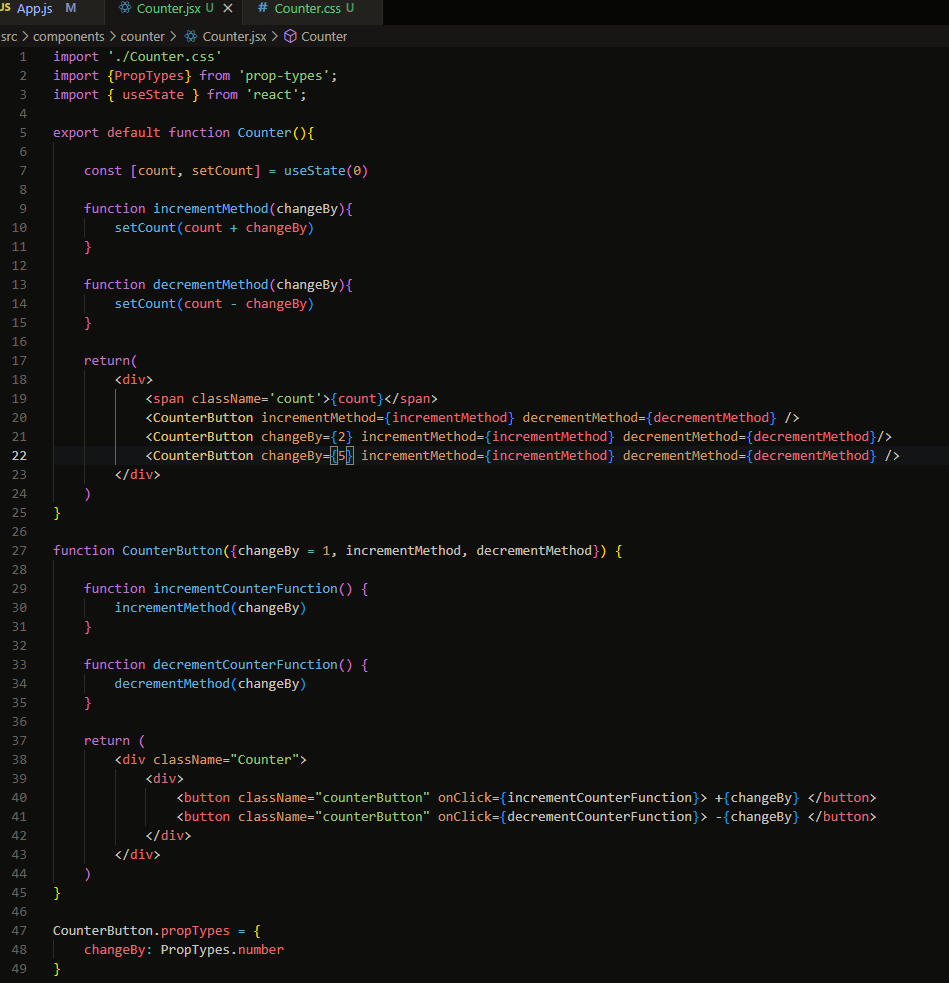 JS App.js M Counter.jsx U × # Counter.css U
src > components > counter > Counter.jsx > Counter
1 import './Counter.css'
2 import {PropTypes} from 'prop-types';
3 import { useState } from 'react';
4
5 export default function Counter(){
6
7 const [count, setCount] = useState(0)
8
9 function incrementMethod(changeBy){
10 setCount(count + changeBy)
11 }
12
13 function decrementMethod(changeBy){
14 setCount(count - changeBy)
15 }
16
17 return(
18 <div>
19 <span className='count'>{count}</span>
20 <CounterButton incrementMethod={incrementMethod} decrementMethod={decrementMethod} />
21 <CounterButton changeBy={2} incrementMethod={incrementMethod} decrementMethod={decrementMethod}/>
22 <CounterButton changeBy={5} incrementMethod={incrementMethod} decrementMethod={decrementMethod} />
23 </div>
24 )
25 }
26
27 function CounterButton({changeBy = 1, incrementMethod, decrementMethod}) {
28
29 function incrementCounterFunction() {
30 incrementMethod(changeBy)
31 }
32
33 function decrementCounterFunction() {
34 decrementMethod(changeBy)
35 }
36
37 return (
38 <div className="Counter">
39 <div>
40 <button className="counterButton" onClick={incrementCounterFunction}> +{changeBy} </button>
41 <button className="counterButton" onClick={decrementCounterFunction}> -{changeBy} </button>
42 </div>
43 </div>
44 )
45 }
46
47 CounterButton.propTypes = {
48 changeBy: PropTypes.number
49 }